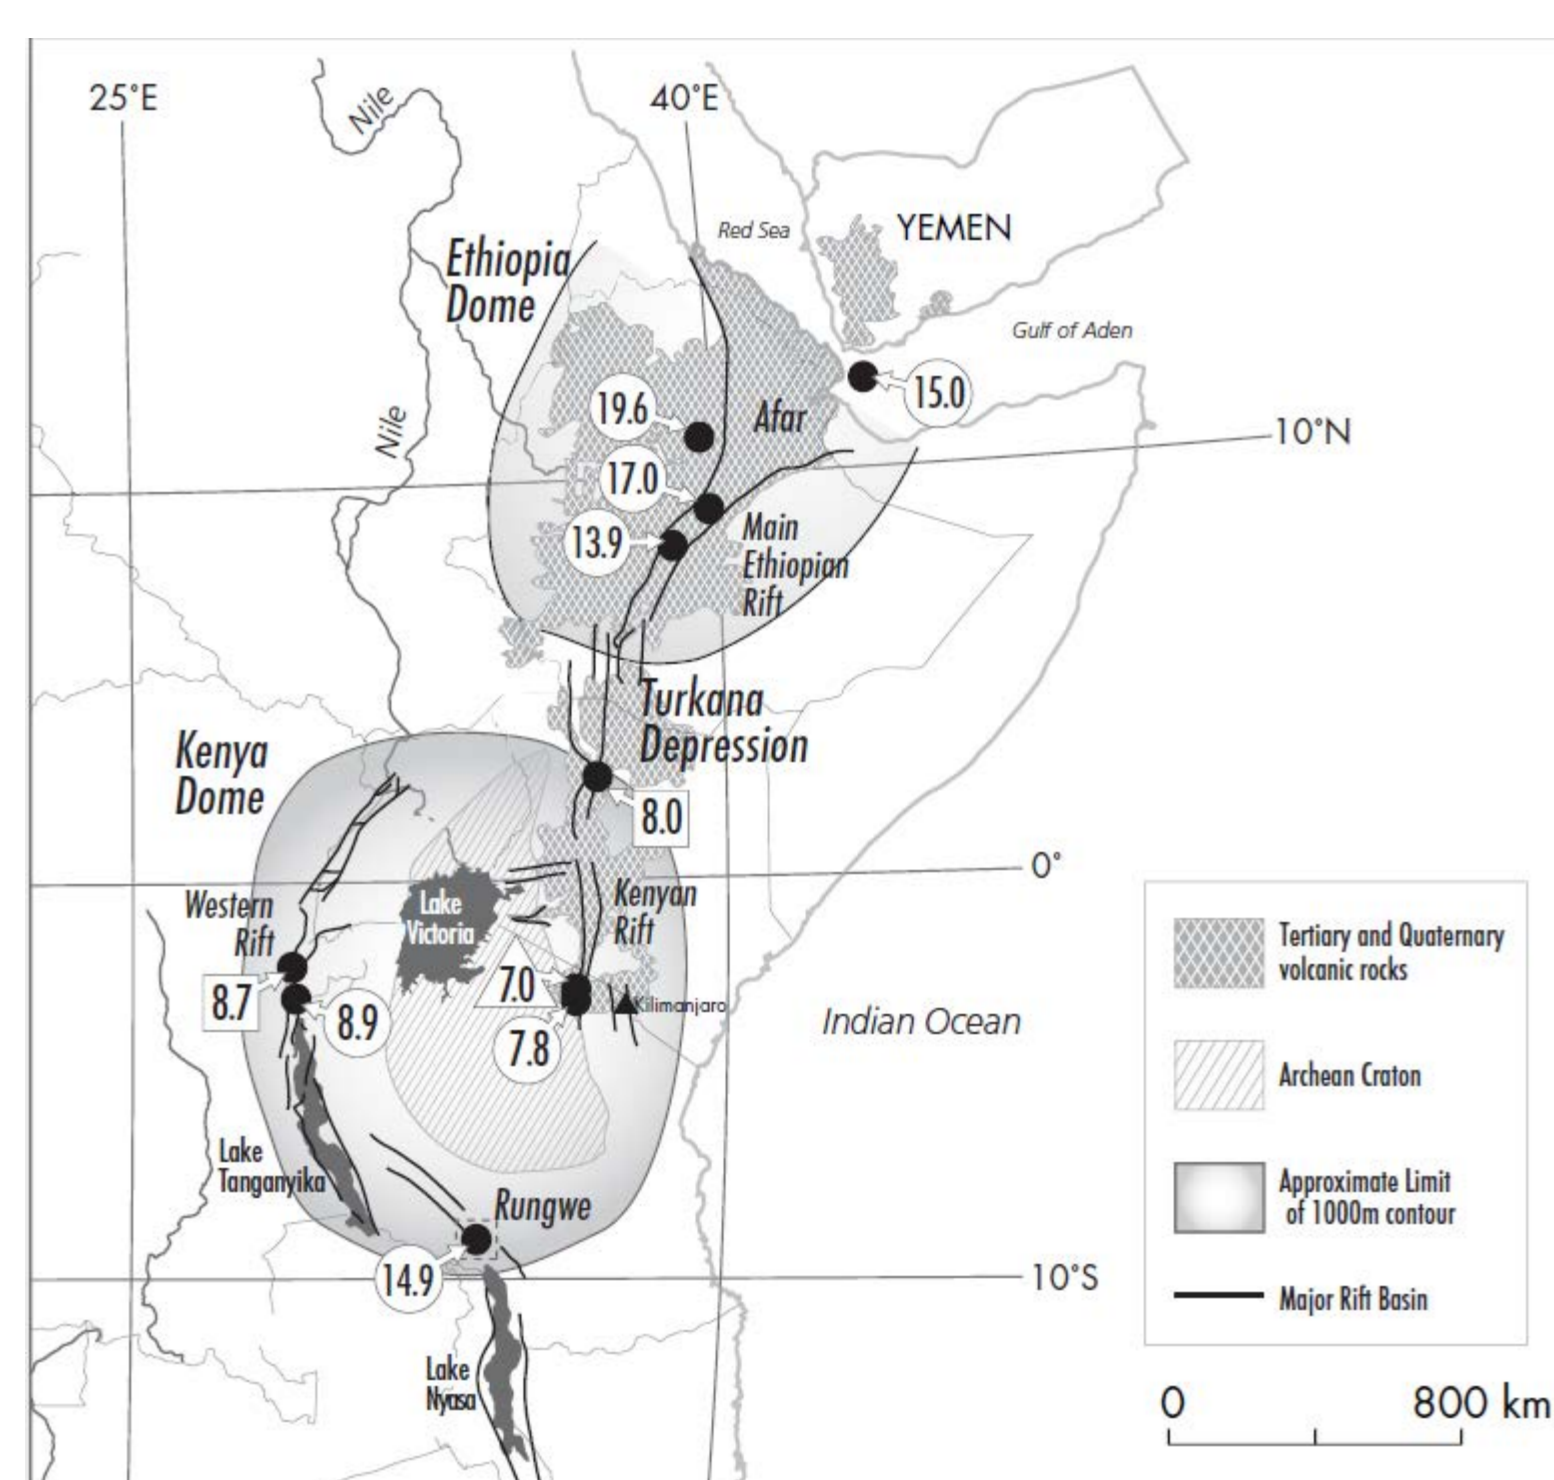 25°E
40°E
Nile
Red Sea
YEMEN
Ethiopia
Dome
Gulf of Aden
15.0
19.6
Afar
Nile
10°N
17.0
13.9
Main
Ethiopian
Rift
Turkana
Depression
Kenya
Dome
8.0
0°
Western
Rift
Lake
Victoria
Kenyan
Rift
8.7
8.9
7.0
Kilimanjaro
7.8
Indian Ocean
Lake
Tanganyika
Rungwe
14.9
10°S
Lake
Nyasa
Tertiary and Quaternary
volcanic rocks
Archean Craton
Approximate Limit
of 1000m contour
Major Rift Basin
0 800 km